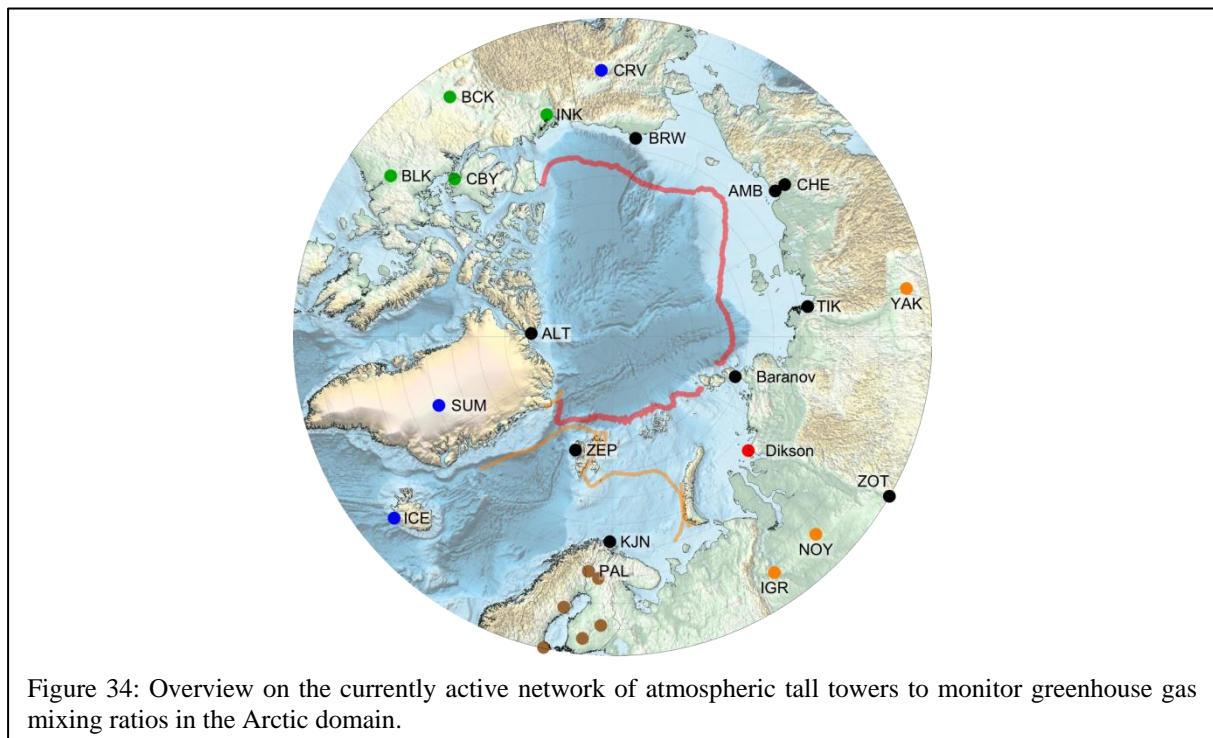 CRV
BCK
INK
BRW
BLK
CBY
AMB
CHE
YAK
TIK
ALT
Baranov
SUM
ZEP
Dikson
ZOT
ICE
KJN
NOY
PAL
IGR
Figure 34: Overview on the currently active network of atmospheric tall towers to monitor greenhouse gas
mixing ratios in the Arctic domain.